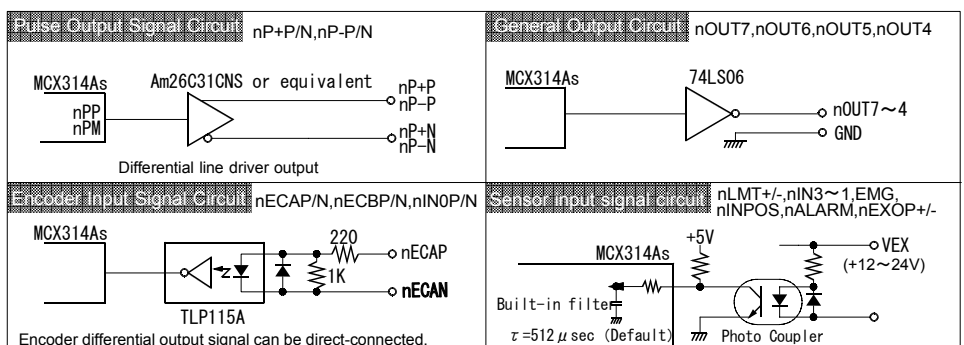 Pulse Output Signal Circuit nP+P/N,nP-P/N
MCX314As
Am26C31CNS or equivalent
nPP
nPM
nP+P
nP−P
nP+N
nP−N
Differential line driver output
General Output Circuit nOUT7,nOUT6,nOUT5,nOUT4
MCX314As
74LS06
nOUT7～4
GND
Encoder Input Signal Circuit nECAP/N,nECBP/N,nIN0P/N
MCX314As
220
nECAP
1K
nECAN
TLP115A
Encoder differential output signal can be direct-connected.
Sensor input signal circuit nLMT+/-,nIN3～1,EMG,
nINPOS,nALARM,nEXOP+/-
+5V
VEX
MCX314As
(+12～24V)
Built-in filter
τ=512μsec (Default)
Photo Coupler